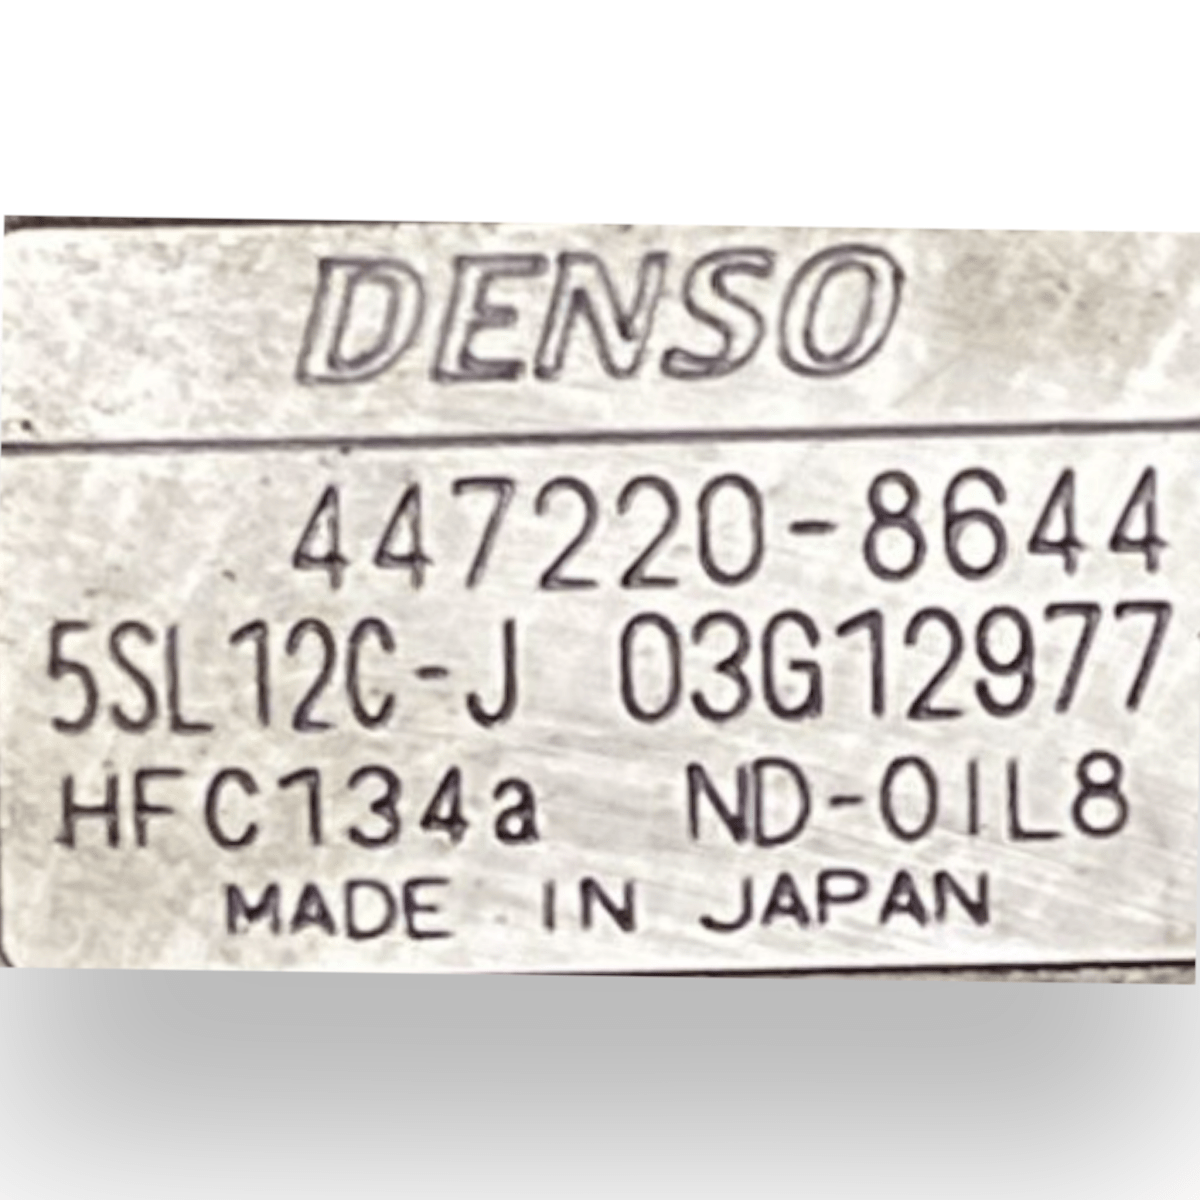 DENSO
447220-8644
5SL12C-J 03G12977
HFC134a ND-OIL8
MADE IN JAPAN